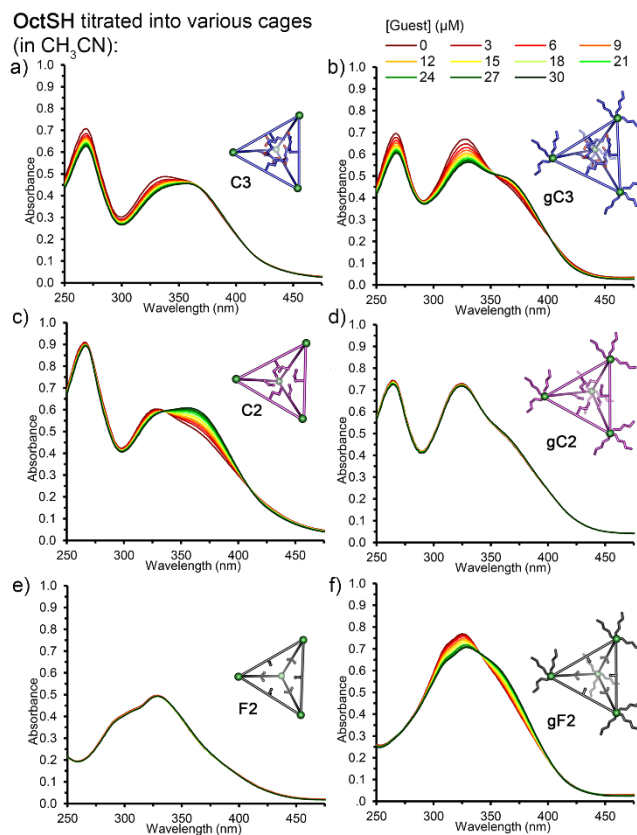 OctSH titrated into various cages
(in CH₃CN):
[Guest] (μM)
0 3 6 9
12 15 18 21
24 27 30
a)
C3
Absorbance
1.0
0.9
0.8
0.7
0.6
0.5
0.4
0.3
0.2
0.1
0.0
250 300 350 400 450
Wavelength (nm)
b)
gC3
Absorbance
1.0
0.9
0.8
0.7
0.6
0.5
0.4
0.3
0.2
0.1
0.0
250 300 350 400 450
Wavelength (nm)
c)
C2
Absorbance
1.0
0.9
0.8
0.7
0.6
0.5
0.4
0.3
0.2
0.1
0.0
250 300 350 400 450
Wavelength (nm)
d)
gC2
Absorbance
1.0
0.9
0.8
0.7
0.6
0.5
0.4
0.3
0.2
0.1
0.0
250 300 350 400 450
Wavelength (nm)
e)
F2
Absorbance
1.0
0.9
0.8
0.7
0.6
0.5
0.4
0.3
0.2
0.1
0.0
250 300 350 400 450
Wavelength (nm)
f)
gF2
Absorbance
1.0
0.9
0.8
0.7
0.6
0.5
0.4
0.3
0.2
0.1
0.0
250 300 350 400 450
Wavelength (nm)